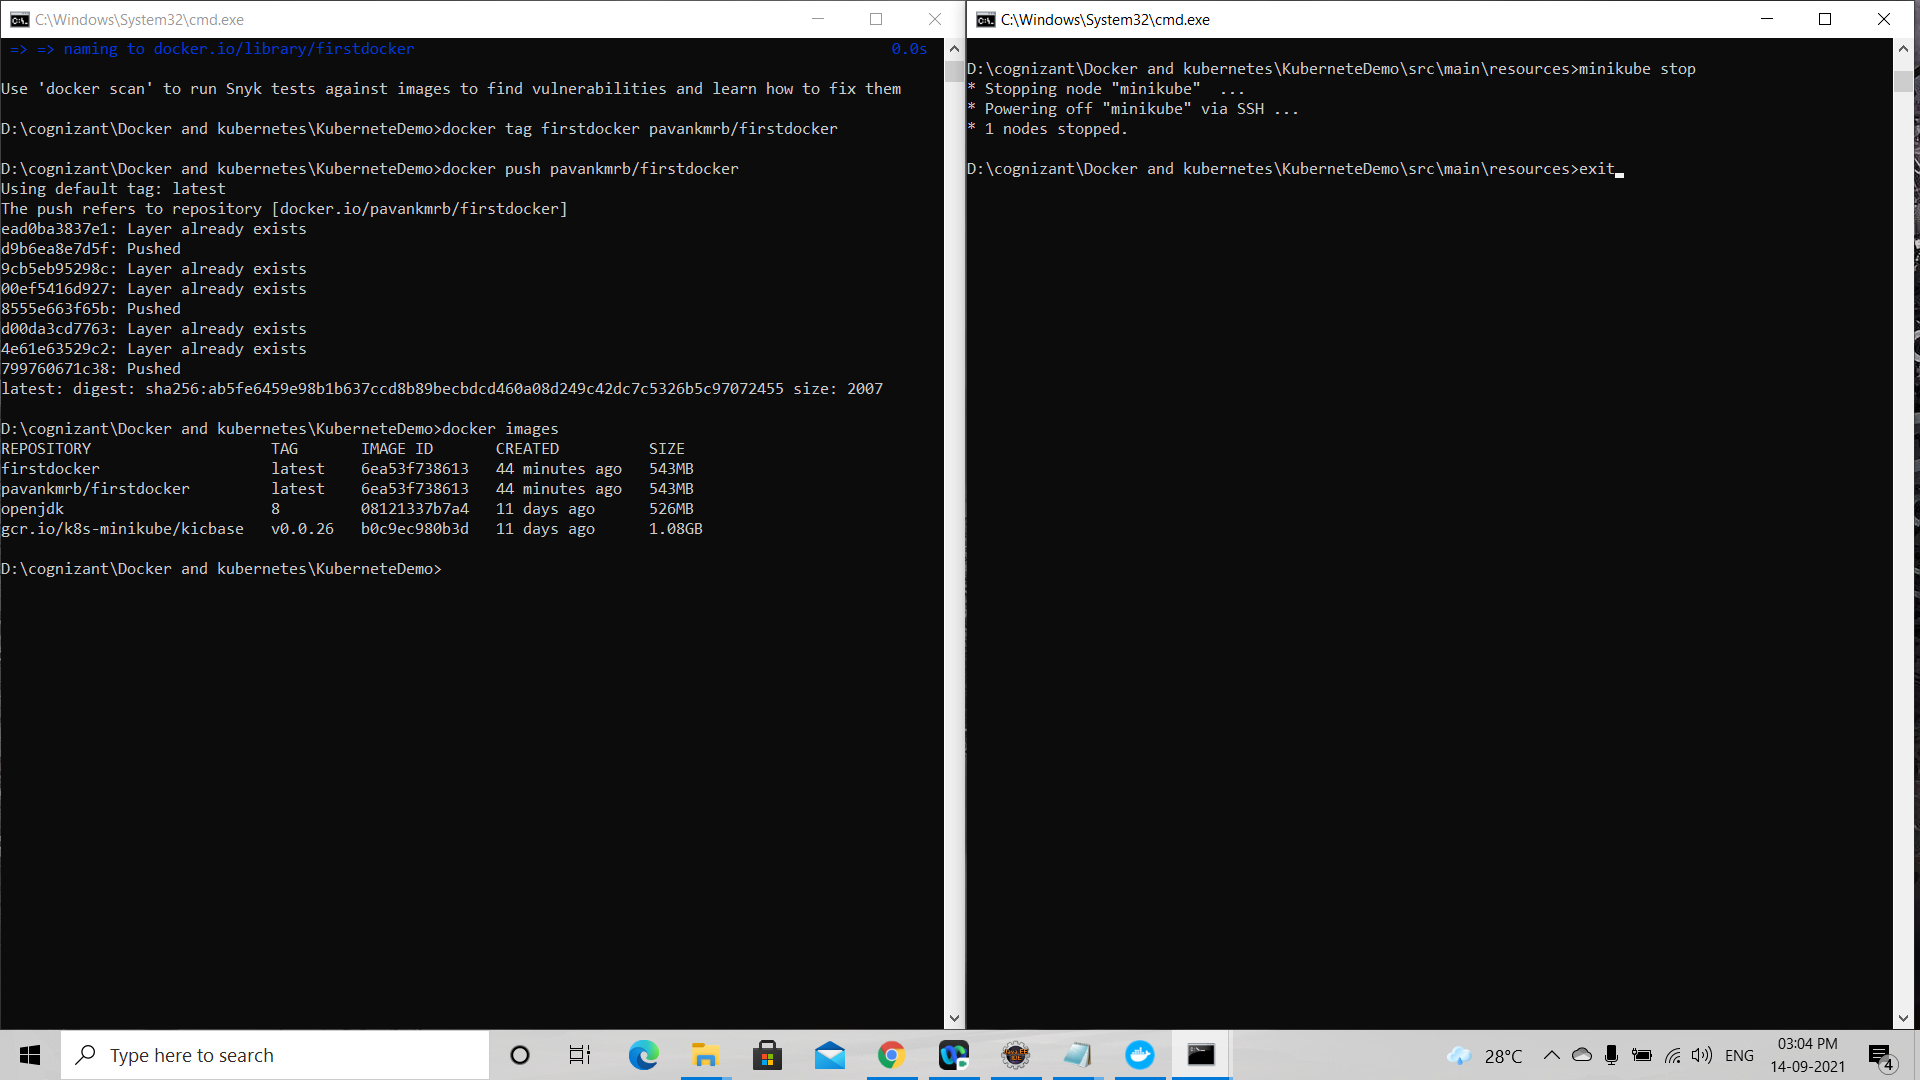 C:\Windows\System32\cmd.exe
=> => naming to docker.io/library/firstdocker 0.0s
Use 'docker scan' to run Snyk tests against images to find vulnerabilities and learn how to fix them
D:\cognizant\Docker and kubernetes\KuberneteDemo>docker tag firstdocker pavankmrb/firstdocker
D:\cognizant\Docker and kubernetes\KuberneteDemo>docker push pavankmrb/firstdocker
Using default tag: latest
The push refers to repository [docker.io/pavankmrb/firstdocker]
ead0ba3837e1: Layer already exists
d9b6ea8e7d5f: Pushed
9cb5eb95298c: Layer already exists
00ef5416d927: Layer already exists
8555e663f65b: Pushed
d00da3cd7763: Layer already exists
4e61e63529c2: Layer already exists
799760671c38: Pushed
latest: digest: sha256:ab5fe6459e98b1b637ccd8b89becbdcd460a08d249c42dc7c5326b5c97072455 size: 2007
D:\cognizant\Docker and kubernetes\KuberneteDemo>docker images
REPOSITORY TAG IMAGE ID CREATED SIZE
firstdocker latest 6ea53f738613 44 minutes ago 543MB
pavankmrb/firstdocker latest 6ea53f738613 44 minutes ago 543MB
openjdk 8 08121337b7a4 11 days ago 526MB
gcr.io/k8s-minikube/kicbase v0.0.26 b0c9ec980b3d 11 days ago 1.08GB
D:\cognizant\Docker and kubernetes\KuberneteDemo>
C:\Windows\System32\cmd.exe
D:\cognizant\Docker and kubernetes\KuberneteDemo\src\main\resources>minikube stop
* Stopping node "minikube"  ...
* Powering off "minikube" via SSH ...
* 1 nodes stopped.
D:\cognizant\Docker and kubernetes\KuberneteDemo\src\main\resources>exit
Type here to search
28°C
ENG
03:04 PM
14-09-2021
4